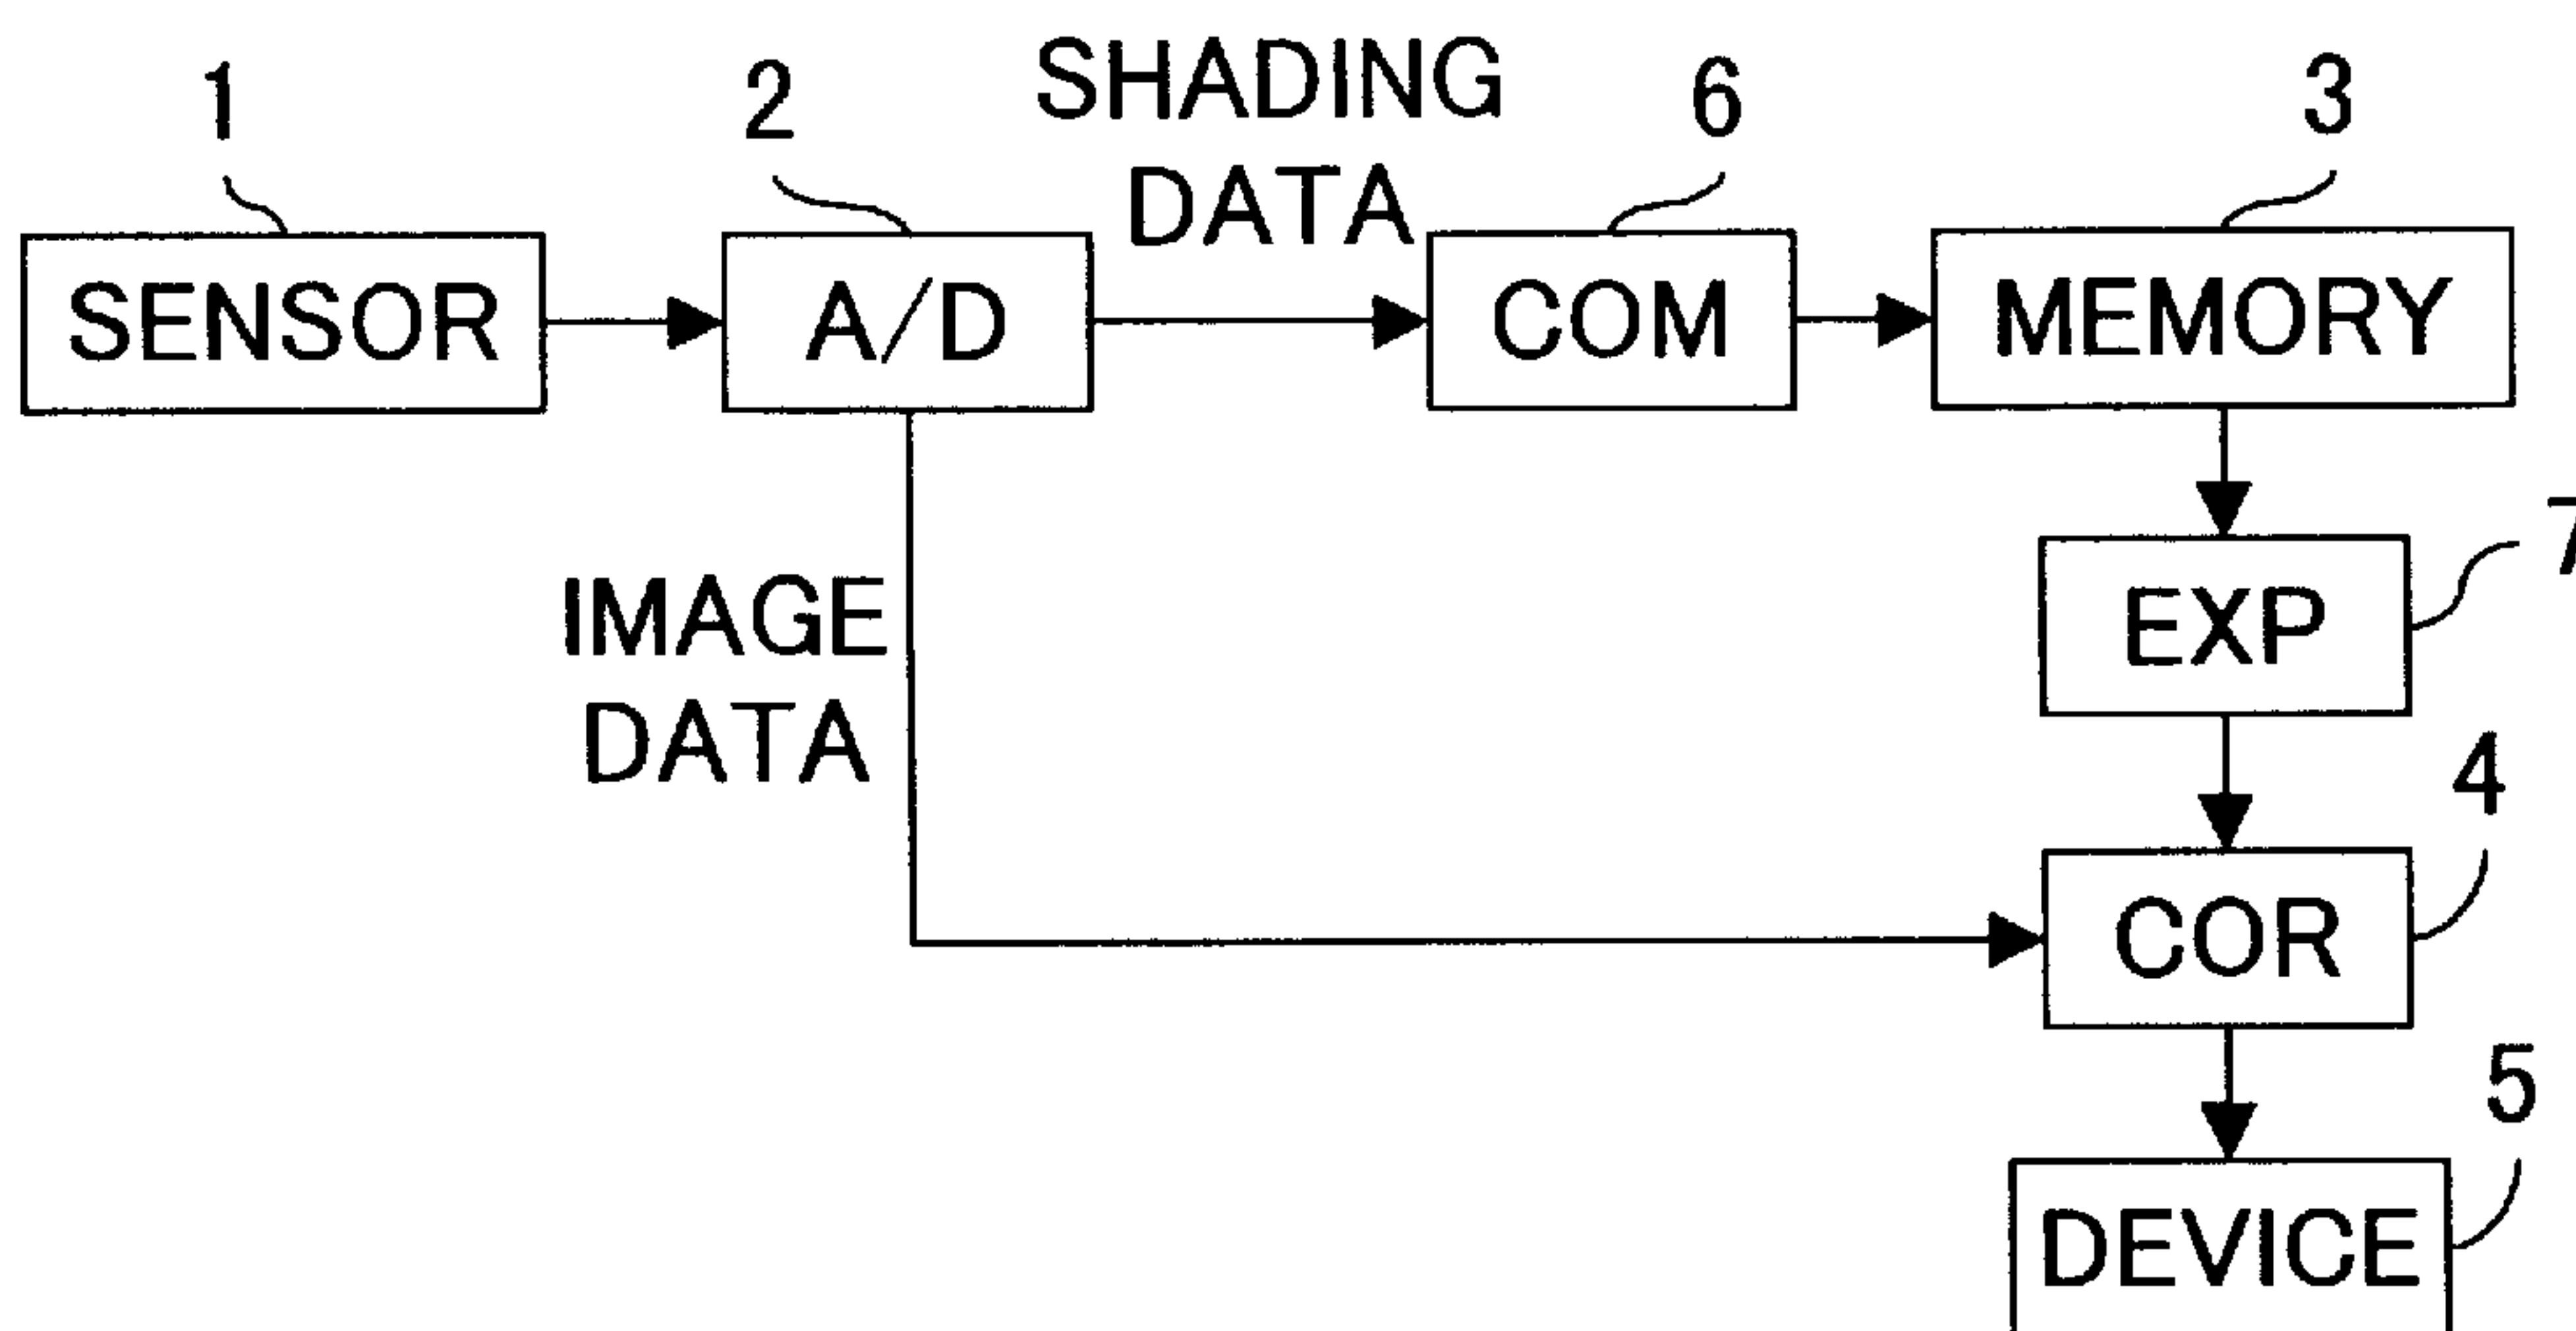 1
2
SHADING
DATA
6
3
SENSOR
A/D
COM
MEMORY
7
EXP
IMAGE
DATA
4
COR
5
DEVICE